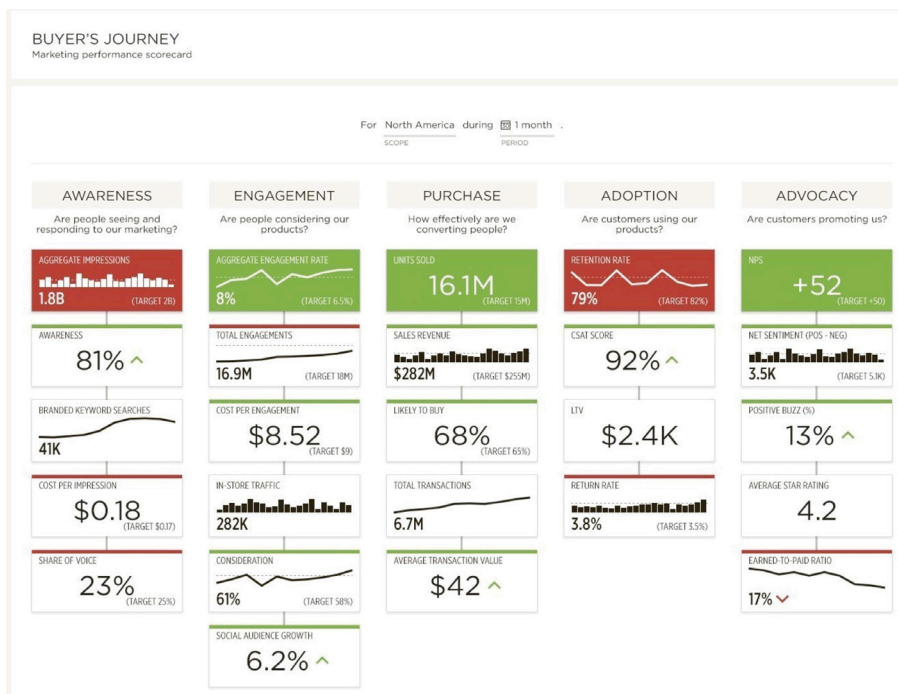 BUYER'S JOURNEY
Marketing performance scorecard
For North America during 1 month .
SCOPE
PERIOD
AWARENESS
Are people seeing and
responding to our marketing?
AGGREGATE IMPRESSIONS
1.8B
(TARGET 2B)
AWARENESS
81%
BRANDED KEYWORD SEARCHES
41K
COST PER IMPRESSION
$0.18
(TARGET $0.17)
SHARE OF VOICE
23%
(TARGET 25%)
ENGAGEMENT
Are people considering our
products?
AGGREGATE ENGAGEMENT RATE
8%
(TARGET 6.5%)
TOTAL ENGAGEMENTS
16.9M
(TARGET 18M)
COST PER ENGAGEMENT
$8.52
(TARGET $9)
IN-STORE TRAFFIC
282K
CONSIDERATION
61%
(TARGET 58%)
SOCIAL AUDIENCE GROWTH
6.2%
PURCHASE
How effectively are we
converting people?
UNITS SOLD
16.1M
(TARGET 15M)
SALES REVENUE
$282M
(TARGET $255M)
LIKELY TO BUY
68%
(TARGET 65%)
TOTAL TRANSACTIONS
6.7M
AVERAGE TRANSACTION VALUE
$42
ADOPTION
Are customers using our
products?
RETENTION RATE
79%
(TARGET 82%)
CSAT SCORE
92%
LTV
$2.4K
RETURN RATE
3.8%
(TARGET 3.5%)
ADVOCACY
Are customers promoting us?
NPS
+52
(TARGET +50)
NET SENTIMENT (POS - NEG)
3.5K
(TARGET 5.1K)
POSITIVE BUZZ (%)
13%
AVERAGE STAR RATING
4.2
EARNED-TO-PAID RATIO
17%